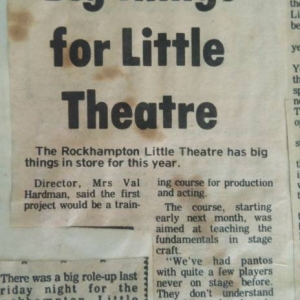 Big Things
for Little
Theatre
The Rockhampton Little Theatre has big
things in store for this year.
Director, Mrs Val
Hardman, said the first
project would be a train-
ing course for production
and acting.
The course, starting
early next month, was
aimed at teaching the
fundamentals in stage
craft.
"We've had pantos
with quite a few players
never on stage before.
They don't understand
There was a big role-up last
riday night for the
Little